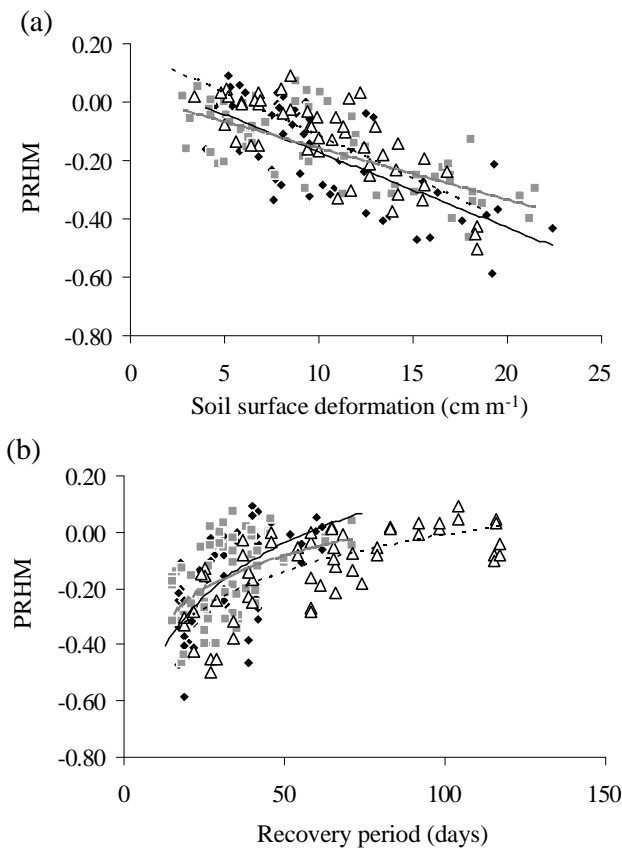 (a)
0.20
0.00
-0.20
-0.40
-0.60
-0.80
PRHM
0 5 10 15 20 25
Soil surface deformation (cm m⁻¹)
(b)
0.20
0.00
-0.20
-0.40
-0.60
-0.80
PRHM
0 50 100 150
Recovery period (days)